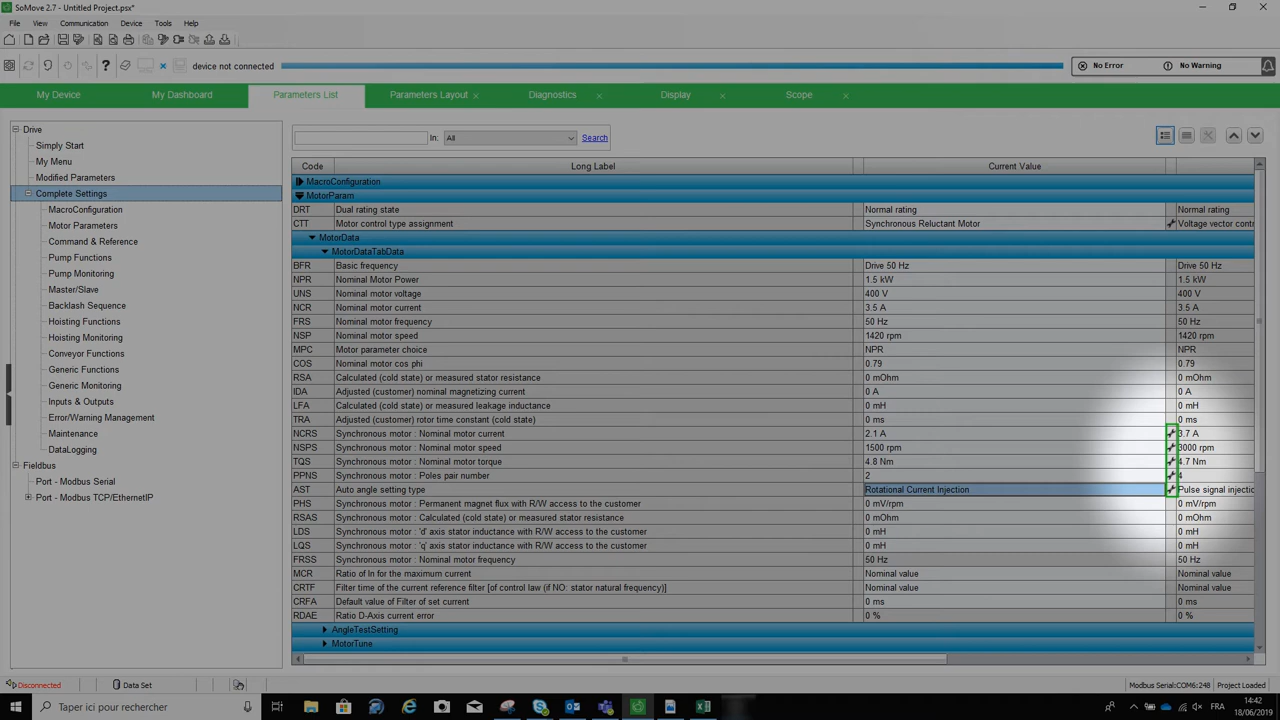 SoMove 2.7 - Untitled Project.psx*
File View Communication Device Tools Help
device not connected
No Error
No Warning
My Device
My Dashboard
Parameters List
Parameters Layout
Diagnostics
Display
Scope
Drive
Simply Start
My Menu
Modified Parameters
Complete Settings
MacroConfiguration
Motor Parameters
Command & Reference
Pump Functions
Pump Monitoring
Master/Slave
Backlash Sequence
Hoisting Functions
Hoisting Monitoring
Conveyor Functions
Generic Functions
Generic Monitoring
Inputs & Outputs
Error/Warning Management
Maintenance
DataLogging
Fieldbus
Port - Modbus Serial
Port - Modbus TCP/EthernetIP
In: All Search
Code Long Label Current Value
MacroConfiguration
MotorParam
DRT Dual rating state Normal rating Normal rating
CTT Motor control type assignment Synchronous Reluctant Motor Voltage vector contr
MotorData
MotorDataTabData
BFR Basic frequency Drive 50 Hz Drive 50 Hz
NPR Nominal Motor Power 1.5 kW 1.5 kW
UNS Nominal motor voltage 400 V 400 V
NCR Nominal motor current 3.5 A 3.5 A
FRS Nominal motor frequency 50 Hz 50 Hz
NSP Nominal motor speed 1420 rpm 1420 rpm
MPC Motor parameter choice NPR NPR
COS Nominal motor cos phi 0.79 0.79
RSA Calculated (cold state) or measured stator resistance 0 mOhm 0 mOhm
IDA Adjusted (customer) nominal magnetizing current 0 A 0 A
LFA Calculated (cold state) or measured leakage inductance 0 mH 0 mH
TRA Adjusted (customer) rotor time constant (cold state) 0 ms 0 ms
NCRS Synchronous motor : Nominal motor current 2.1 A 3.7 A
NSPS Synchronous motor : Nominal motor speed 1500 rpm 3000 rpm
TQS Synchronous motor : Nominal motor torque 4.8 Nm 4.7 Nm
PPNS Synchronous motor : Poles pair number 2 4
AST Auto angle setting type Rotational Current Injection Pulse signal injectio
PHS Synchronous motor : Permanent magnet flux with R/W access to the customer 0 mV/rpm 0 mV/rpm
RSAS Synchronous motor : Calculated (cold state) or measured stator resistance 0 mOhm 0 mOhm
LDS Synchronous motor : 'd' axis stator inductance with R/W access to the customer 0 mH 0 mH
LQS Synchronous motor : 'q' axis stator inductance with R/W access to the customer 0 mH 0 mH
FRSS Synchronous motor : Nominal motor frequency 50 Hz 50 Hz
MCR Ratio of In for the maximum current Nominal value Nominal value
CRTF Filter time of the current reference filter [of control law (if NO: stator natural frequency)] Nominal value Nominal value
CRFA Default value of Filter of set current 0 ms 0 ms
RDAE Ratio D-Axis current error 0 % 0 %
AngleTestSetting
MotorTune
Disconnected Data Set Modbus Serial:COM6:248 Project Loaded
Taper ici pour rechercher
FRA
14:42
18/06/2019